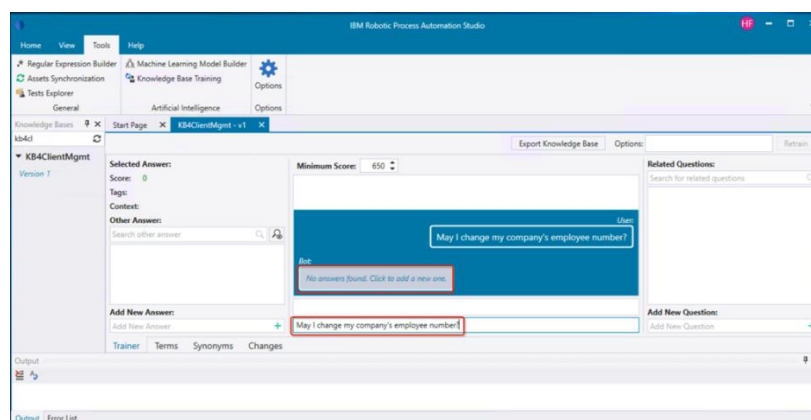 IBM Robotic Process Automation Studio
HF
Home View Tools Help
Regular Expression Builder
Machine Learning Model Builder
Assets Synchronization
Knowledge Base Training
Tests Explorer
Options
General
Artificial Intelligence
Options
Knowledge Bases
Start Page
KB4ClientMgmt - v1
kb4cl
Export Knowledge Base
Options:
Retrain
KB4ClientMgmt
Version 1
Selected Answer:
Score: 0
Tags:
Context:
Other Answer:
Search other answer
Add New Answer:
Add New Answer
Minimum Score: 650
User:
May I change my company's employee number?
Bot:
No answers found. Click to add a new one.
May I change my company's employee number?
Related Questions:
Search for related questions
Add New Question:
Add New Question
Trainer Terms Synonyms Changes
Output
Output Error List